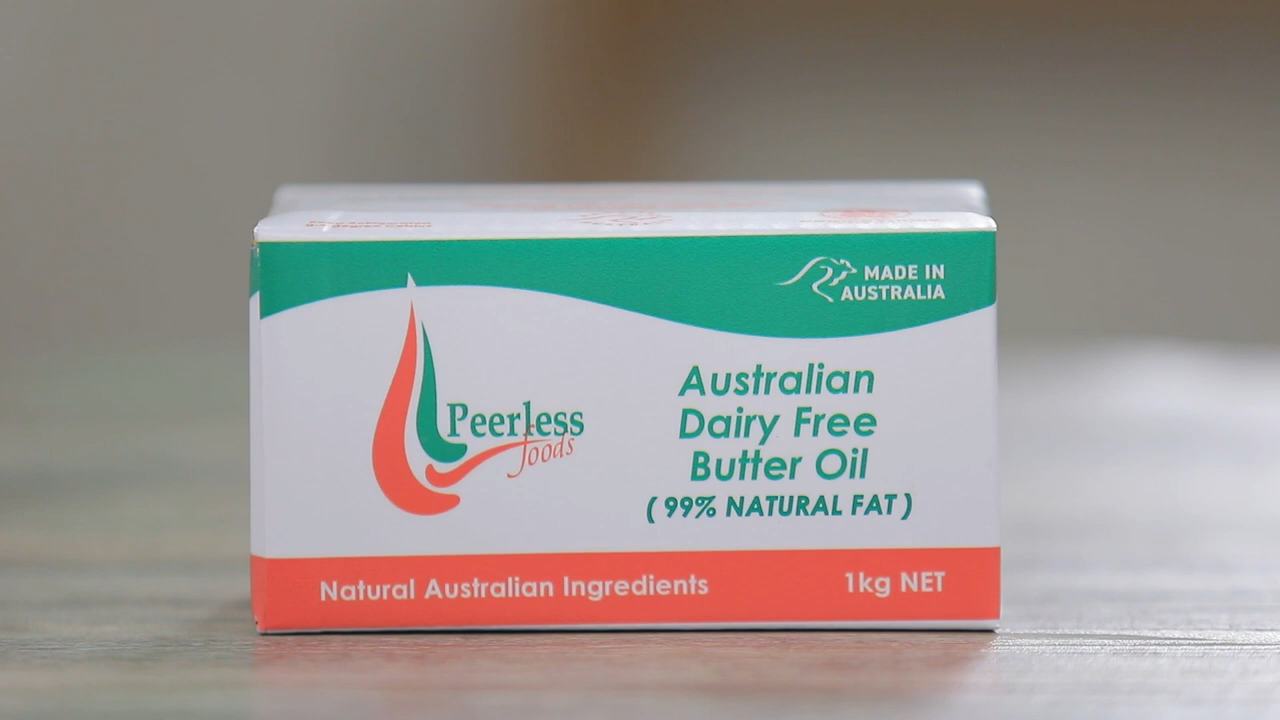 MADE IN
AUSTRALIA
Peerless
foods
Australian
Dairy Free
Butter Oil
( 99% NATURAL FAT )
Natural Australian Ingredients
1kg NET